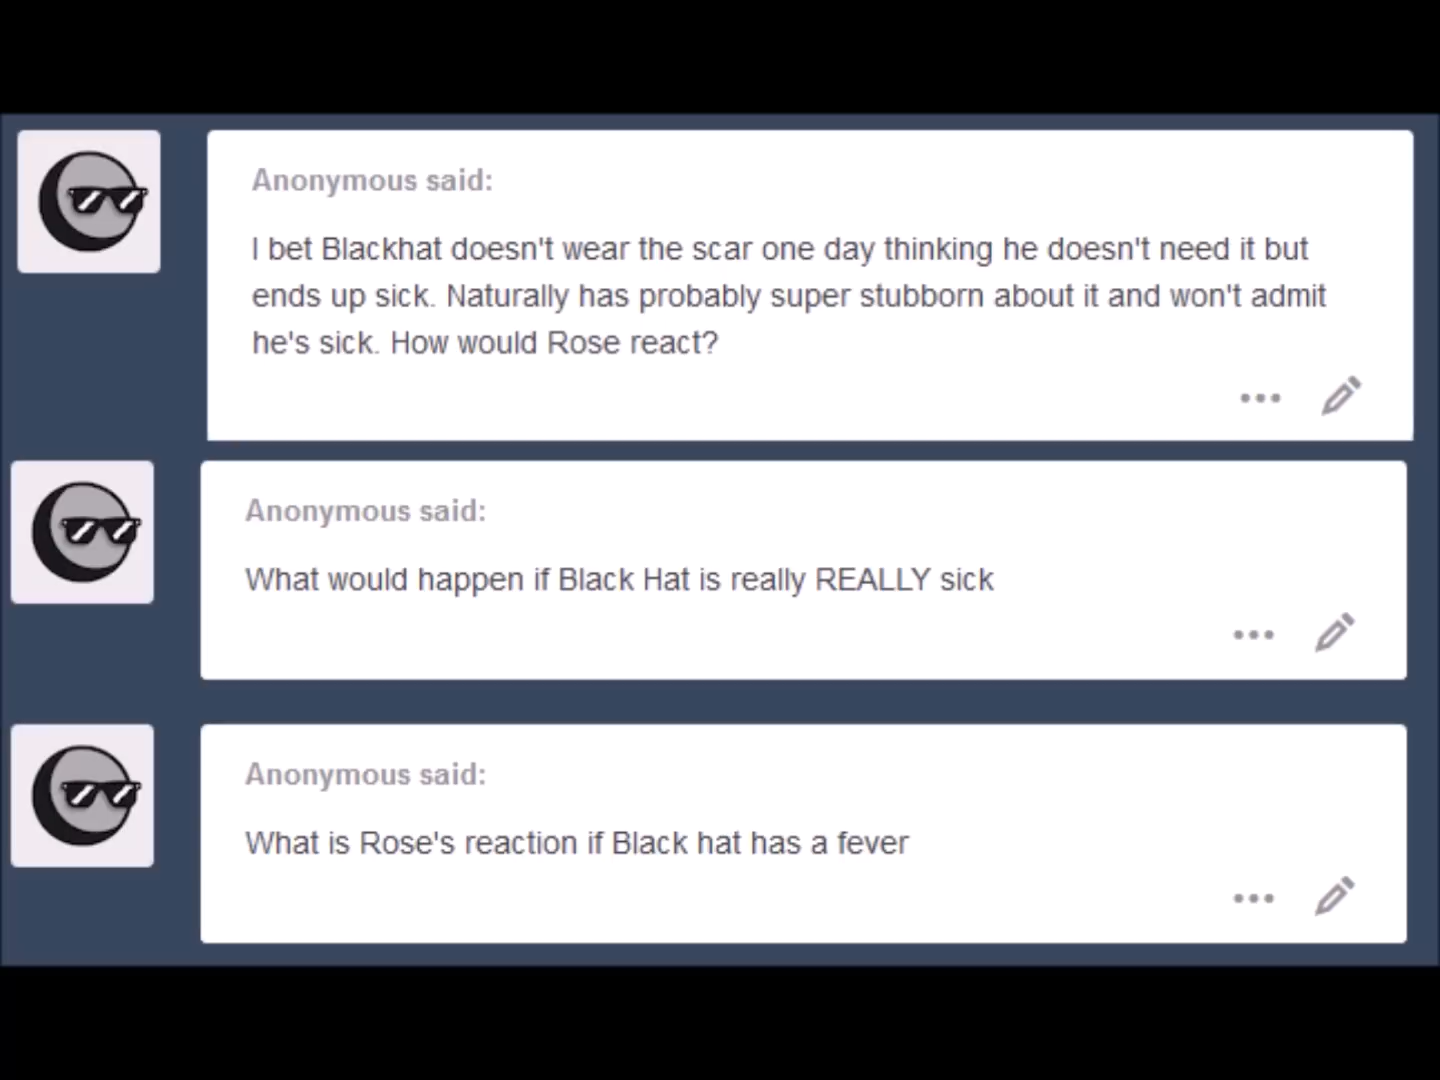 Anonymous said:
I bet Blackhat doesn't wear the scar one day thinking he doesn't need it but
ends up sick. Naturally has probably super stubborn about it and won't admit
he's sick. How would Rose react?
Anonymous said:
What would happen if Black Hat is really REALLY sick
Anonymous said:
What is Rose's reaction if Black hat has a fever